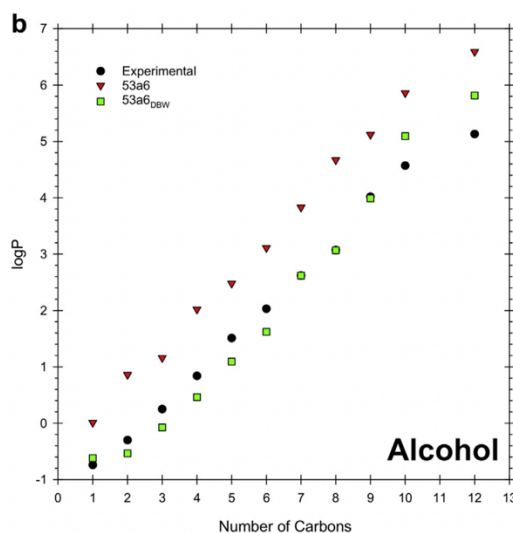 b
7
Experimental
53a6
53a6DBW
6
5
4
logP
3
2
1
0
-1
Alcohol
0 1 2 3 4 5 6 7 8 9 10 11 12 13
Number of Carbons